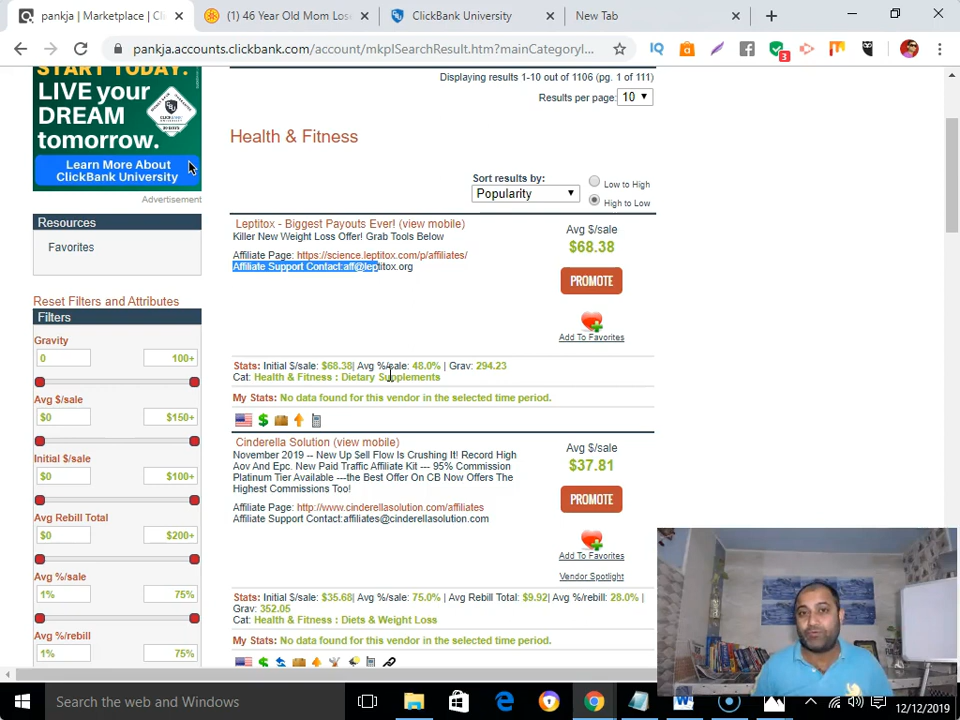 pankja | Marketplace | Cli
(1) 46 Year Old Mom Los
ClickBank University
New Tab
pankja.accounts.clickbank.com/account/mkplSearchResult.htm?mainCategoryI...
3
START TODAY.
LIVE your
DREAM
tomorrow.
Learn More About
ClickBank University
Advertisement
Resources
Favorites
Reset Filters and Attributes
Filters
Gravity
0 100+
Avg $/sale
$0 $150+
Initial $/sale
$0 $100+
Avg Rebill Total
$0 $200+
Avg %/sale
1% 75%
Avg %/rebill
1% 75%
Displaying results 1-10 out of 1106 (pg. 1 of 111)
Results per page: 10
Health & Fitness
Sort results by:
Popularity
Low to High
High to Low
Leptitox - Biggest Payouts Ever! (view mobile)
Killer New Weight Loss Offer! Grab Tools Below
Affiliate Page: https://science.leptitox.com/p/affiliates/
Affiliate Support Contact:aff@leptitox.org
Avg $/sale
$68.38
PROMOTE
Add To Favorites
Stats: Initial $/sale: $68.38| Avg %/sale: 48.0% | Grav: 294.23
Cat: Health & Fitness : Dietary Supplements
My Stats: No data found for this vendor in the selected time period.
Cinderella Solution (view mobile)
November 2019 -- New Up Sell Flow Is Crushing It! Record High
Aov And Epc. New Paid Traffic Affiliate Kit --- 95% Commission
Platinum Tier Available ---the Best Offer On CB Now Offers The
Highest Commissions Too!
Affiliate Page: http://www.cinderellasolution.com/affiliates
Affiliate Support Contact:affiliates@cinderellasolution.com
Avg $/sale
$37.81
PROMOTE
Add To Favorites
Vendor Spotlight
Stats: Initial $/sale: $35.68| Avg %/sale: 75.0% | Avg Rebill Total: $9.92| Avg %/rebill: 28.0% |
Grav: 352.05
Cat: Health & Fitness : Diets & Weight Loss
My Stats: No data found for this vendor in the selected time period.
Search the web and Windows
12/12/2019